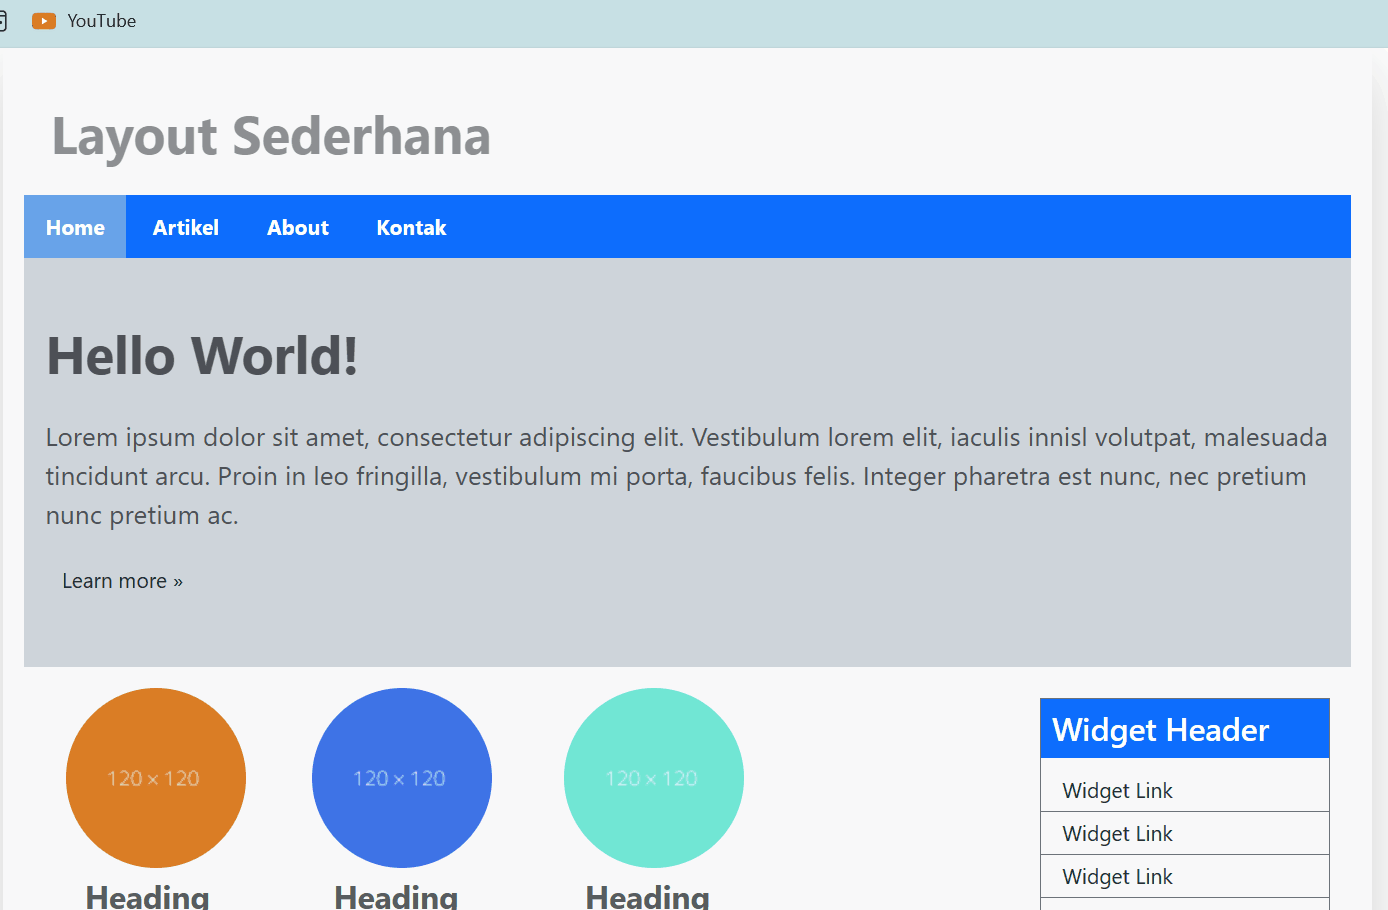 YouTube
Layout Sederhana
Home Artikel About Kontak
Hello World!
Lorem ipsum dolor sit amet, consectetur adipiscing elit. Vestibulum lorem elit, iaculis innisl volutpat, malesuada
tincidunt arcu. Proin in leo fringilla, vestibulum mi porta, faucibus felis. Integer pharetra est nunc, nec pretium
nunc pretium ac.
Learn more »
120 × 120 120 × 120 120 × 120
Heading Heading Heading
Widget Header
Widget Link
Widget Link
Widget Link